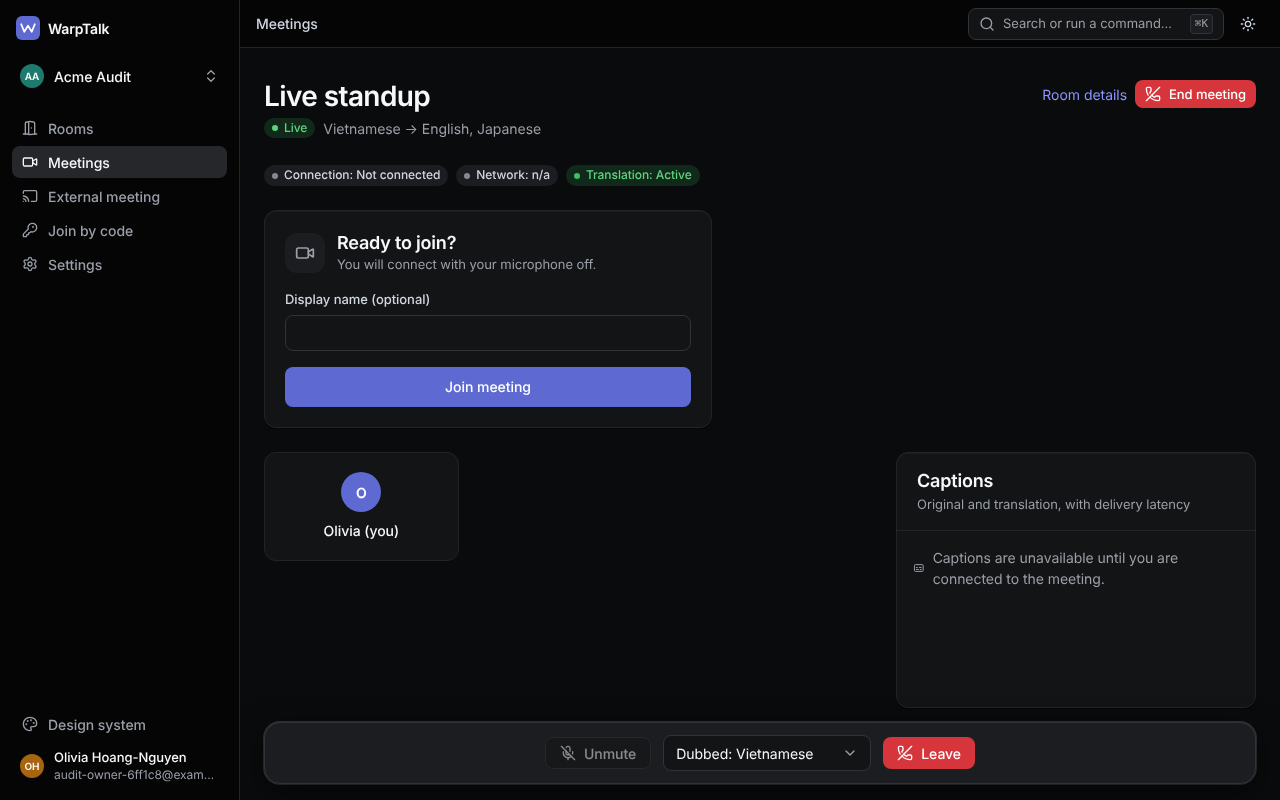 WarpTalk
AA
Acme Audit
Rooms
Meetings
External meeting
Join by code
Settings
Design system
OH
Olivia Hoang-Nguyen
audit-owner-6ff1c8@exam...
Meetings
Search or run a command...
⌘K
Live standup
Room details
End meeting
Live
Vietnamese → English, Japanese
Connection: Not connected
Network: n/a
Translation: Active
Ready to join?
You will connect with your microphone off.
Display name (optional)
Join meeting
O
Olivia (you)
Captions
Original and translation, with delivery latency
Captions are unavailable until you are
connected to the meeting.
Unmute
Dubbed: Vietnamese
Leave